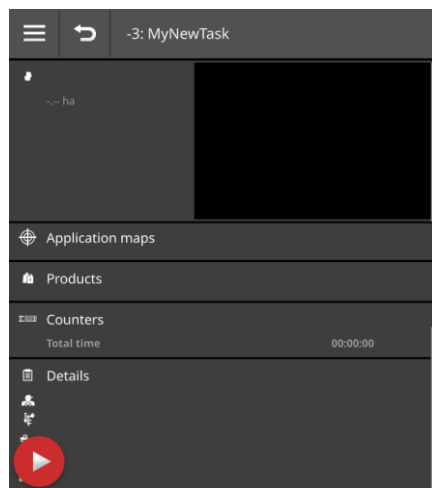 -3: MyNewTask
-.-- ha
Application maps
Products
Counters
Total time 00:00:00
Details